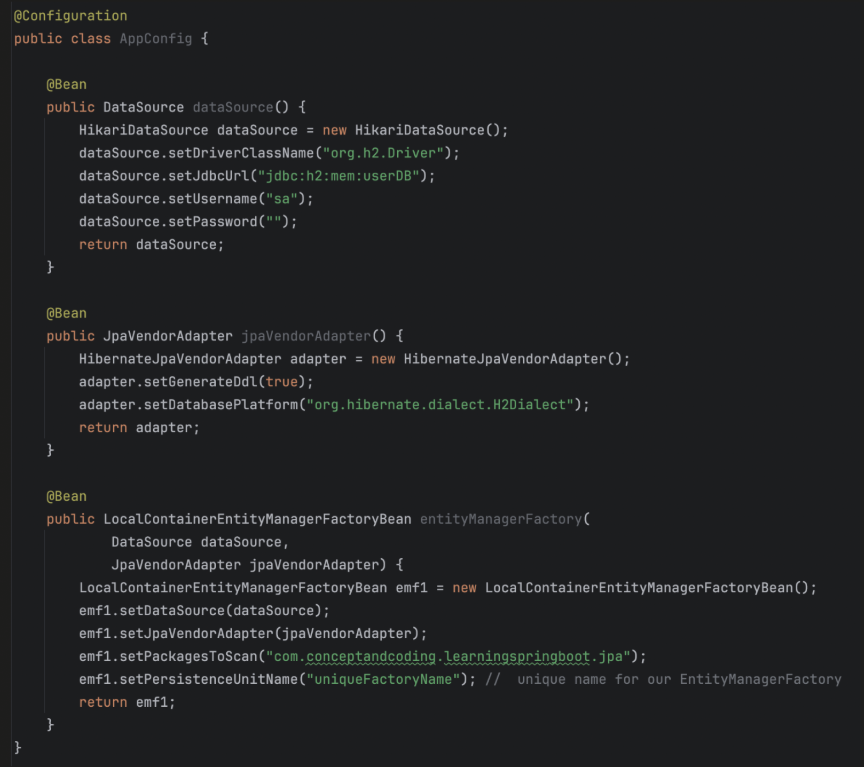 @Configuration
public class AppConfig {
@Bean
public DataSource dataSource() {
HikariDataSource dataSource = new HikariDataSource();
dataSource.setDriverClassName("org.h2.Driver");
dataSource.setJdbcUrl("jdbc:h2:mem:userDB");
dataSource.setUsername("sa");
dataSource.setPassword("");
return dataSource;
}
@Bean
public JpaVendorAdapter jpaVendorAdapter() {
HibernateJpaVendorAdapter adapter = new HibernateJpaVendorAdapter();
adapter.setGenerateDdl(true);
adapter.setDatabasePlatform("org.hibernate.dialect.H2Dialect");
return adapter;
}
@Bean
public LocalContainerEntityManagerFactoryBean entityManagerFactory(
DataSource dataSource,
JpaVendorAdapter jpaVendorAdapter) {
LocalContainerEntityManagerFactoryBean emf1 = new LocalContainerEntityManagerFactoryBean();
emf1.setDataSource(dataSource);
emf1.setJpaVendorAdapter(jpaVendorAdapter);
emf1.setPackagesToScan("com.conceptandcoding.learningspringboot.jpa");
emf1.setPersistenceUnitName("uniqueFactoryName"); //  unique name for our EntityManagerFactory
return emf1;
}
}